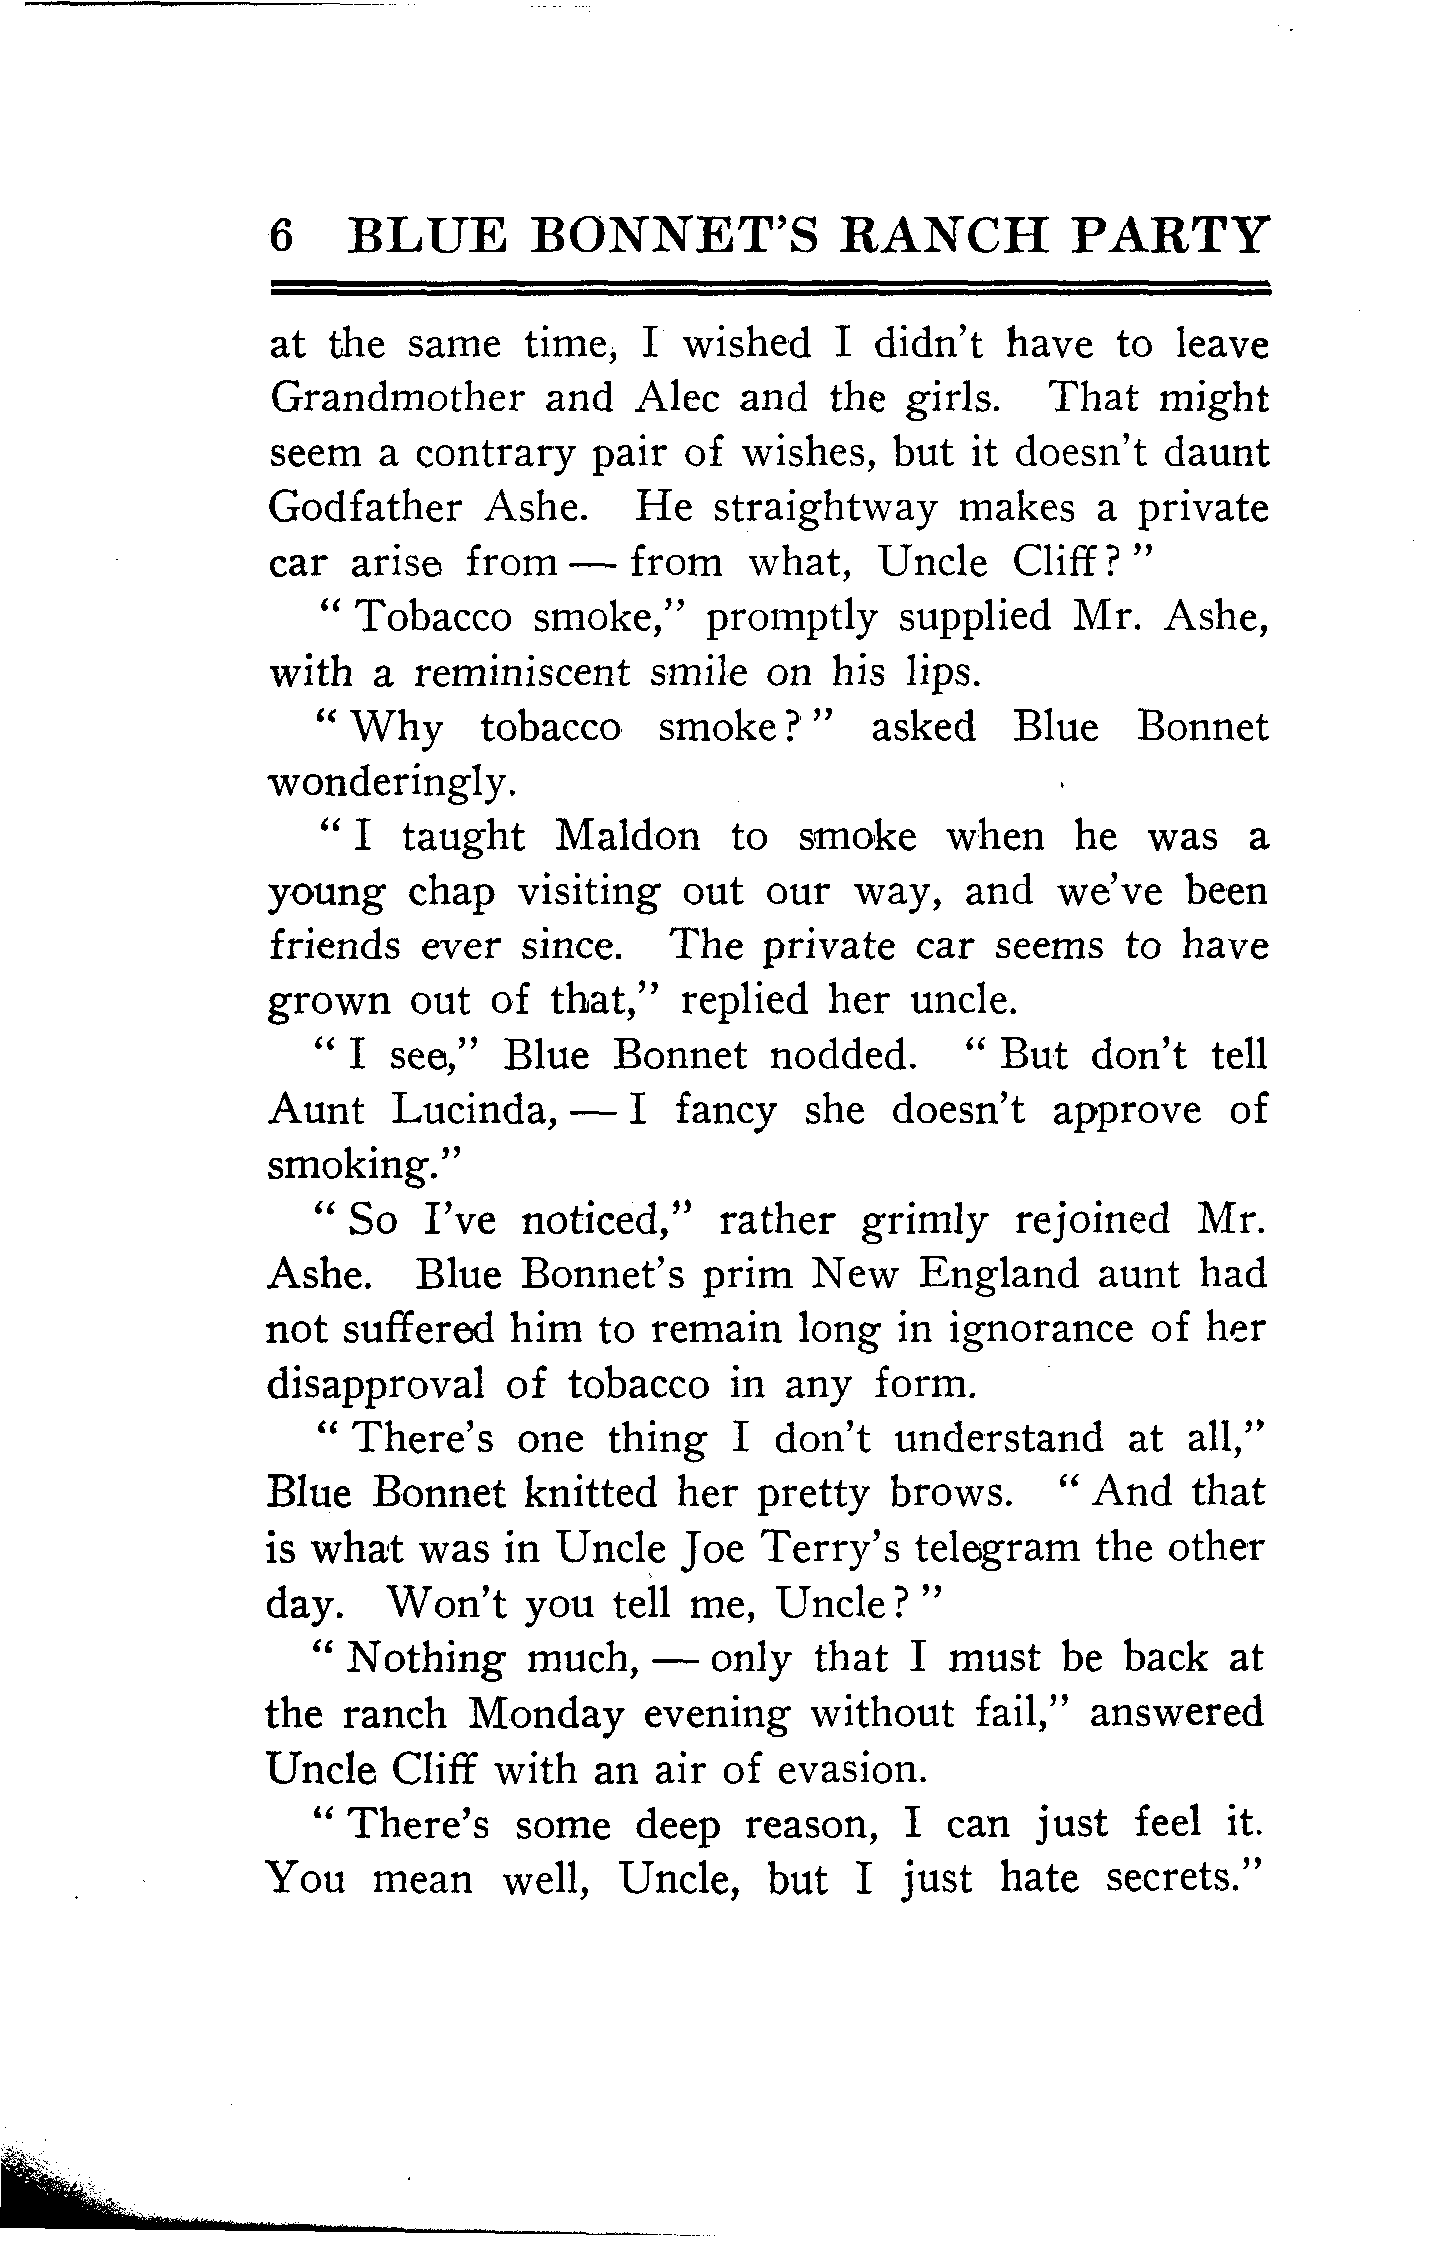 6 BLUE BONNET'S RANCH PARTY
at the same time, I wished I didn't have to leave
Grandmother and Alec and the girls. That might
seem a contrary pair of wishes, but it doesn't daunt
Godfather Ashe. He straightway makes a private
car arise from — from what, Uncle Cliff? "
" Tobacco smoke," promptly supplied Mr. Ashe,
with a reminiscent smile on his lips.
" Why tobacco smoke? " asked Blue Bonnet
wonderingly.
" I taught Maldon to smoke when he was a
young chap visiting out our way, and we've been
friends ever since. The private car seems to have
grown out of that," replied her uncle.
" I see," Blue Bonnet nodded. " But don't tell
Aunt Lucinda, — I fancy she doesn't approve of
smoking."
" So I've noticed," rather grimly rejoined Mr.
Ashe. Blue Bonnet's prim New England aunt had
not suffered him to remain long in ignorance of her
disapproval of tobacco in any form.
" There's one thing I don't understand at all,"
Blue Bonnet knitted her pretty brows. " And that
is what was in Uncle Joe Terry's telegram the other
day. Won't you tell me, Uncle? "
" Nothing much, — only that I must be back at
the ranch Monday evening without fail," answered
Uncle Cliff with an air of evasion.
" There's some deep reason, I can just feel it.
You mean well, Uncle, but I just hate secrets."